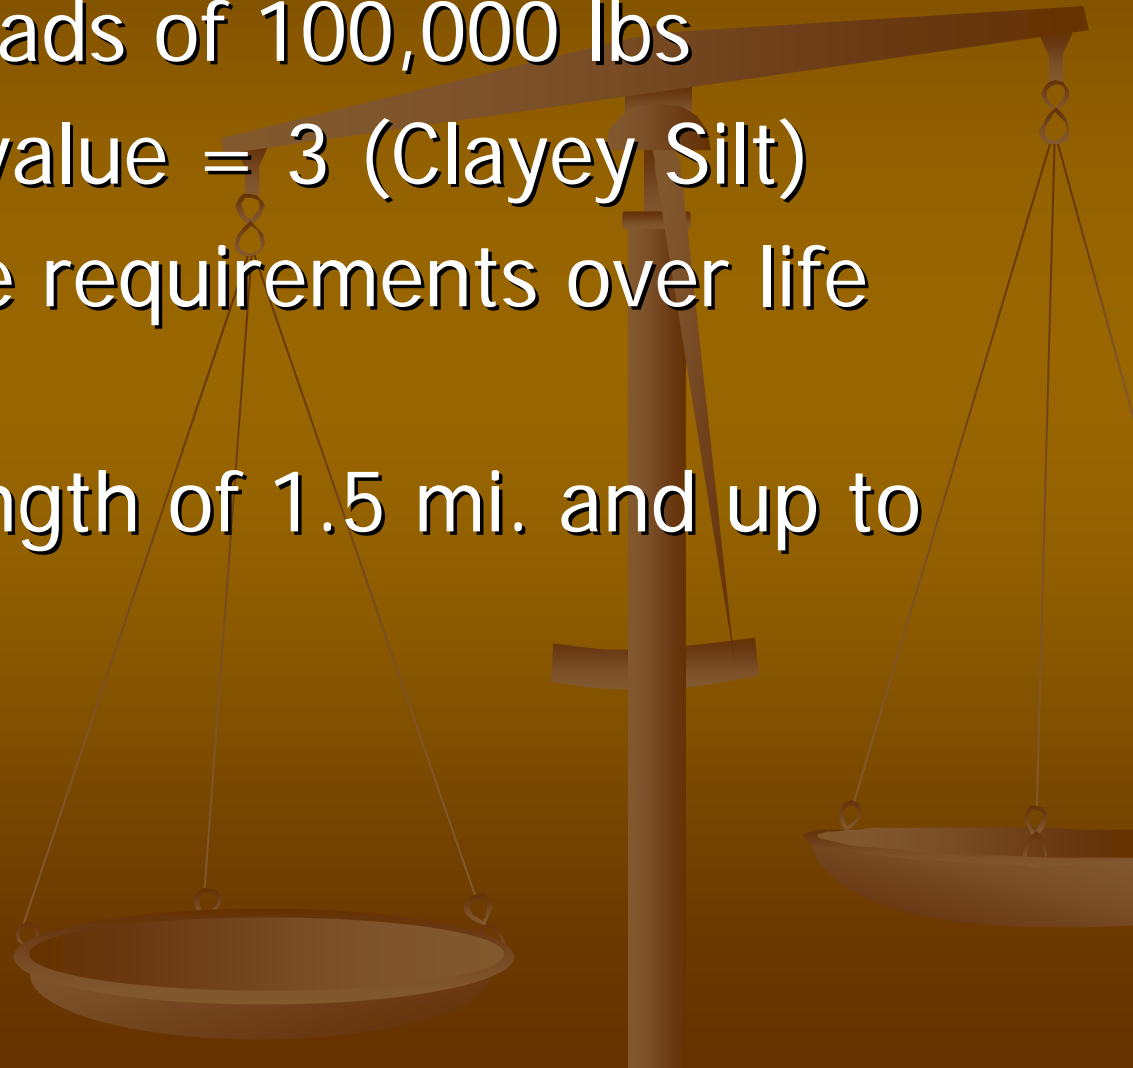 ads of 100,000 lbs
value = 3 (Clayey Silt)
e requirements over life
ngth of 1.5 mi. and up to